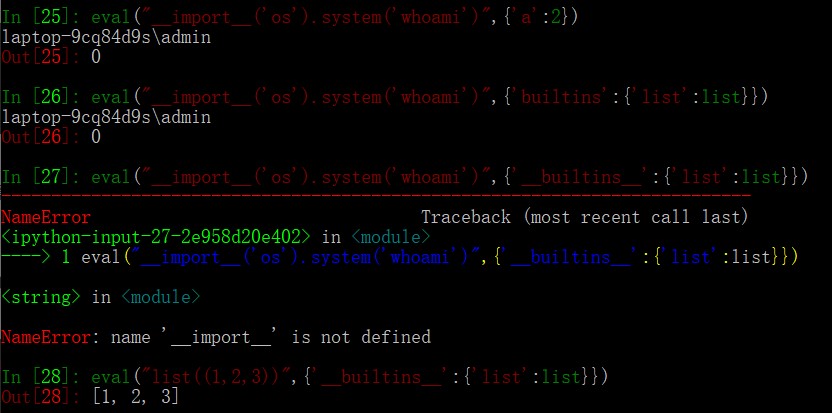 In [25]: eval("__import__('os').system('whoami')",{'a':2})
laptop-9cq84d9s\admin
Out[25]: 0
In [26]: eval("__import__('os').system('whoami')",{'builtins':{'list':list}})
laptop-9cq84d9s\admin
Out[26]: 0
In [27]: eval("__import__('os').system('whoami')",{'__builtins__':{'list':list}})
---------------------------------------------------------------------------
NameError                                 Traceback (most recent call last)
<ipython-input-27-2e958d20e402> in <module>
----> 1 eval("__import__('os').system('whoami')",{'__builtins__':{'list':list}})
<string> in <module>
NameError: name '__import__' is not defined
In [28]: eval("list((1,2,3))",{'__builtins__':{'list':list}})
Out[28]: [1, 2, 3]